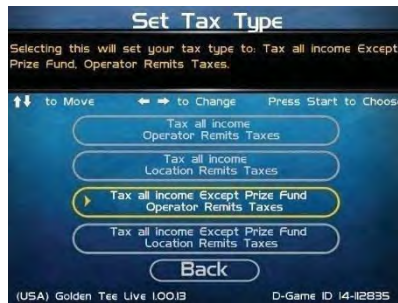 Set Tax Type
Selecting this will set your tax type to: Tax all income Except
Prize Fund, Operator Remits Taxes.
to Move
to Change
Press Start to Choos
Tax all income
Operator Remits Taxes
Tax all income
Location Remits Taxes
Tax all income Except Prize Fund
Operator Remits Taxes
Tax all income Except Prize Fund
Location Remits Taxes
Back
(USA) Golden Tee Live 1.00.13
D-Game ID 14-112835